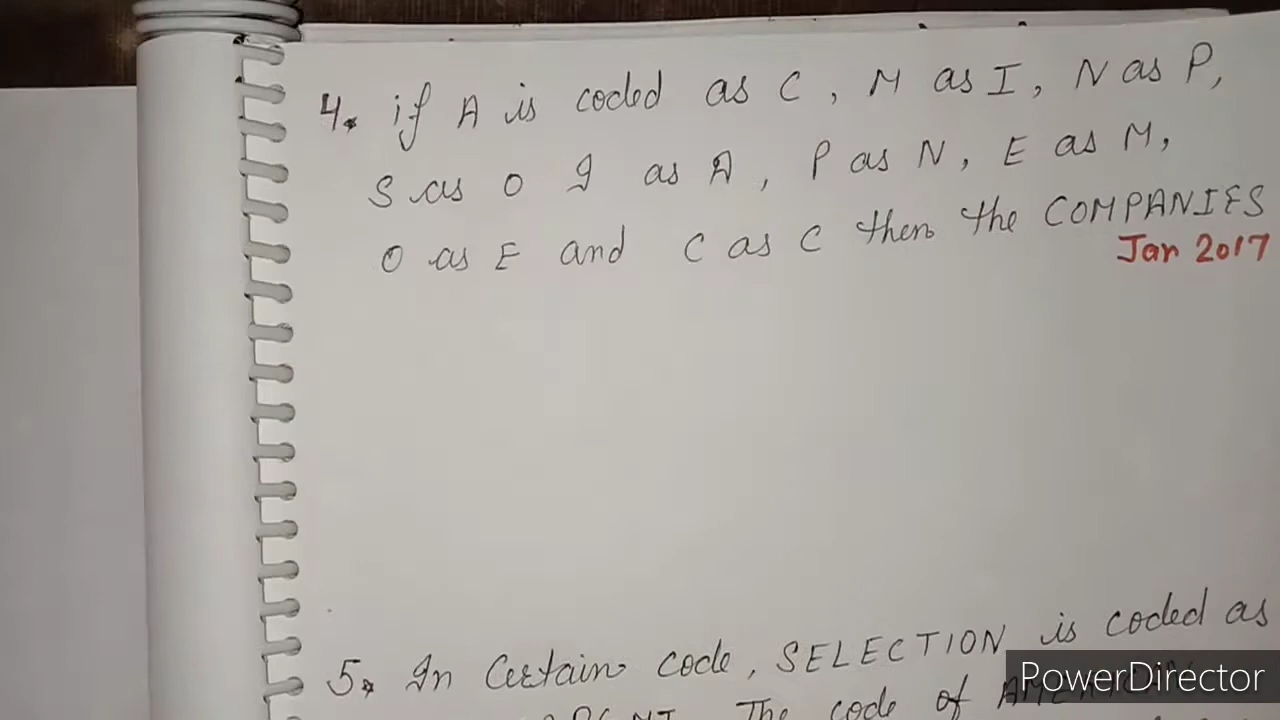 4. if A is coded as C, M as I, N as P,
S as O I as A, P as N, E as M,
O as E and C as C then the COMPANIES
Jan 2017
5. In Certain code, SELECTION is coded as
The code of
PowerDirector